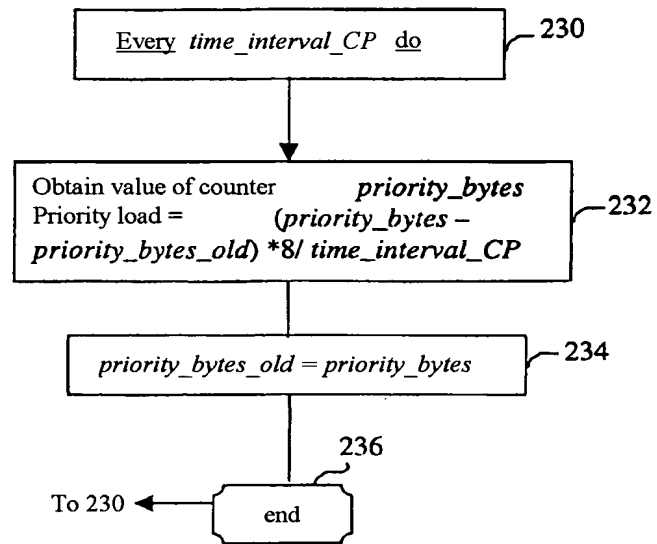 Every time_interval_CP do
230
Obtain value of counter priority_bytes
Priority load = (priority_bytes –
priority_bytes_old) *8/ time_interval_CP
232
priority_bytes_old = priority_bytes
234
236
To 230
end